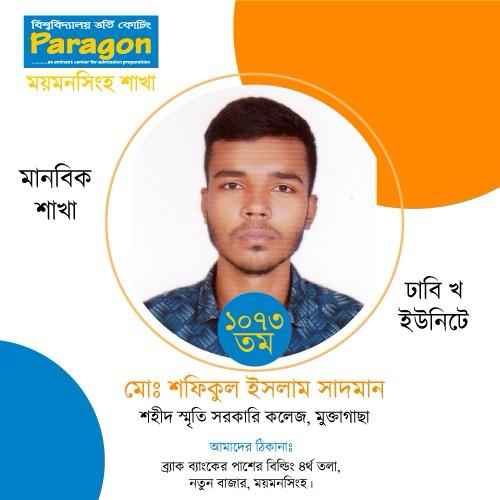 বিশ্ববিদ্যালয় ভর্তি কোচিং
Paragon
an eminent center for admission preparation
ময়মনসিংহ শাখা
মানবিক
শাখা
ঢাবি খ
ইউনিটে
১০৭৩
তম
মোঃ শফিকুল ইসলাম সাদমান
শহীদ স্মৃতি সরকারি কলেজ, মুক্তাগাছা
আমাদের ঠিকানাঃ
ব্র্যাক ব্যাংকের পাশের বিল্ডিং ৪র্থ তলা,
নতুন বাজার, ময়মনসিংহ।